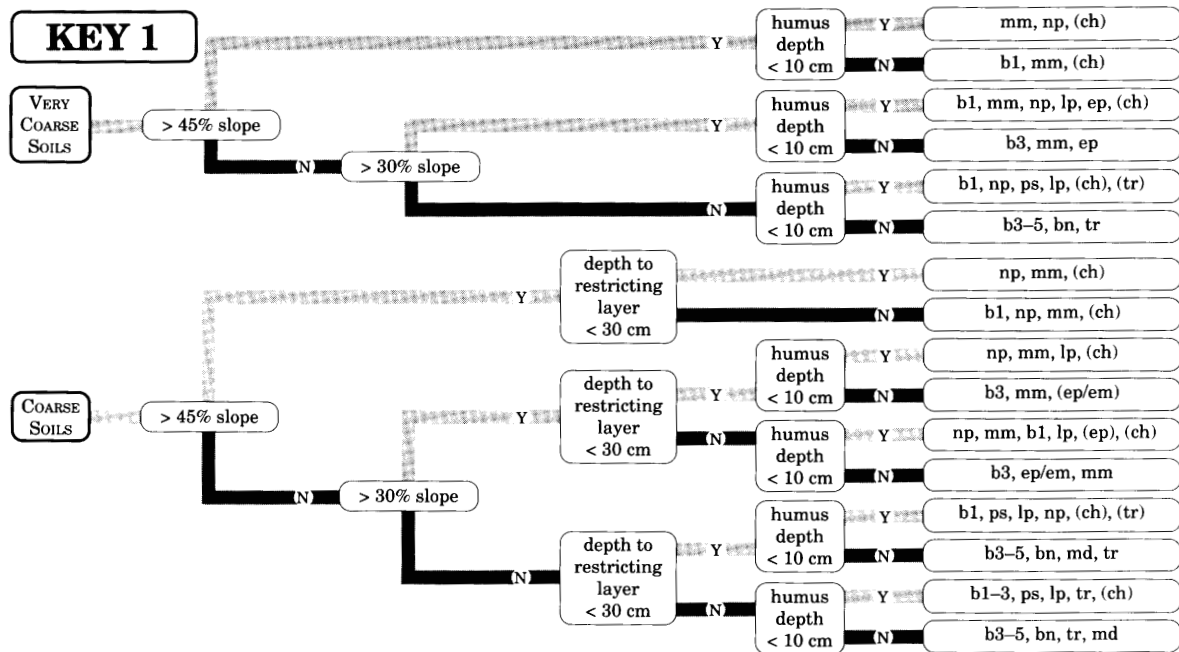 KEY 1
VERY
COARSE
SOILS
> 45% slope
Y
N
> 30% slope
Y
N
humus
depth
< 10 cm
Y
mm, np, (ch)
N
b1, mm, (ch)
humus
depth
< 10 cm
Y
b1, mm, np, lp, ep, (ch)
N
b3, mm, ep
humus
depth
< 10 cm
Y
b1, np, ps, lp, (ch), (tr)
N
b3–5, bn, tr
COARSE
SOILS
> 45% slope
Y
N
> 30% slope
Y
N
depth to
restricting
layer
< 30 cm
Y
np, mm, (ch)
N
b1, np, mm, (ch)
depth to
restricting
layer
< 30 cm
Y
N
humus
depth
< 10 cm
Y
np, mm, lp, (ch)
N
b3, mm, (ep/em)
humus
depth
< 10 cm
Y
np, mm, b1, lp, (ep), (ch)
N
b3, ep/em, mm
depth to
restricting
layer
< 30 cm
Y
N
humus
depth
< 10 cm
Y
b1, ps, lp, np, (ch), (tr)
N
b3–5, bn, md, tr
humus
depth
< 10 cm
Y
b1–3, ps, lp, tr, (ch)
N
b3–5, bn, tr, md